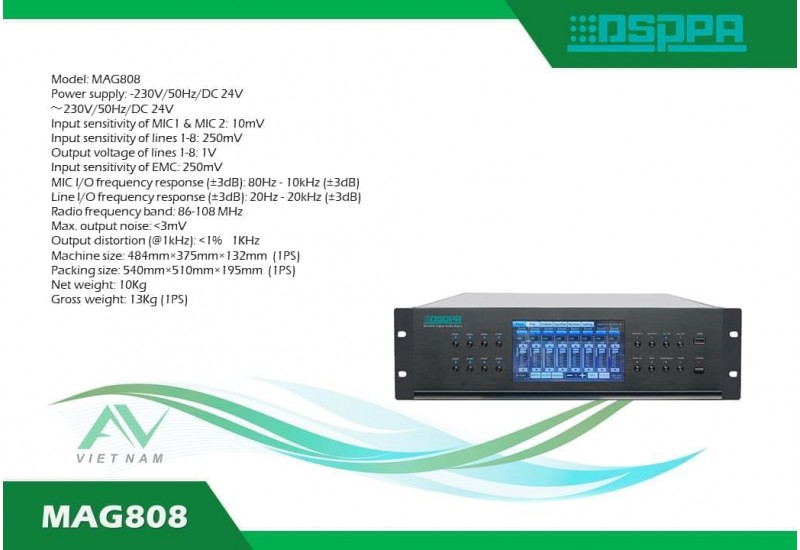 DSPPA
Model: MAG808
Power supply: -230V/50Hz/DC 24V
～230V/50Hz/DC 24V
Input sensitivity of MIC1 & MIC 2: 10mV
Input sensitivity of lines 1-8: 250mV
Output voltage of lines 1-8: 1V
Input sensitivity of EMC: 250mV
MIC I/O frequency response (±3dB): 80Hz - 10kHz (±3dB)
Line I/O frequency response (±3dB): 20Hz - 20kHz (±3dB)
Radio frequency band: 86-108 MHz
Max. output noise: <3mV
Output distortion (@1kHz): <1%   1KHz
Machine size: 484mm×375mm×132mm  (1PS)
Packing size: 540mm×510mm×195mm  (1PS)
Net weight: 10Kg
Gross weight: 13Kg (1PS)
DSPPA
AV
VIET NAM
MAG808